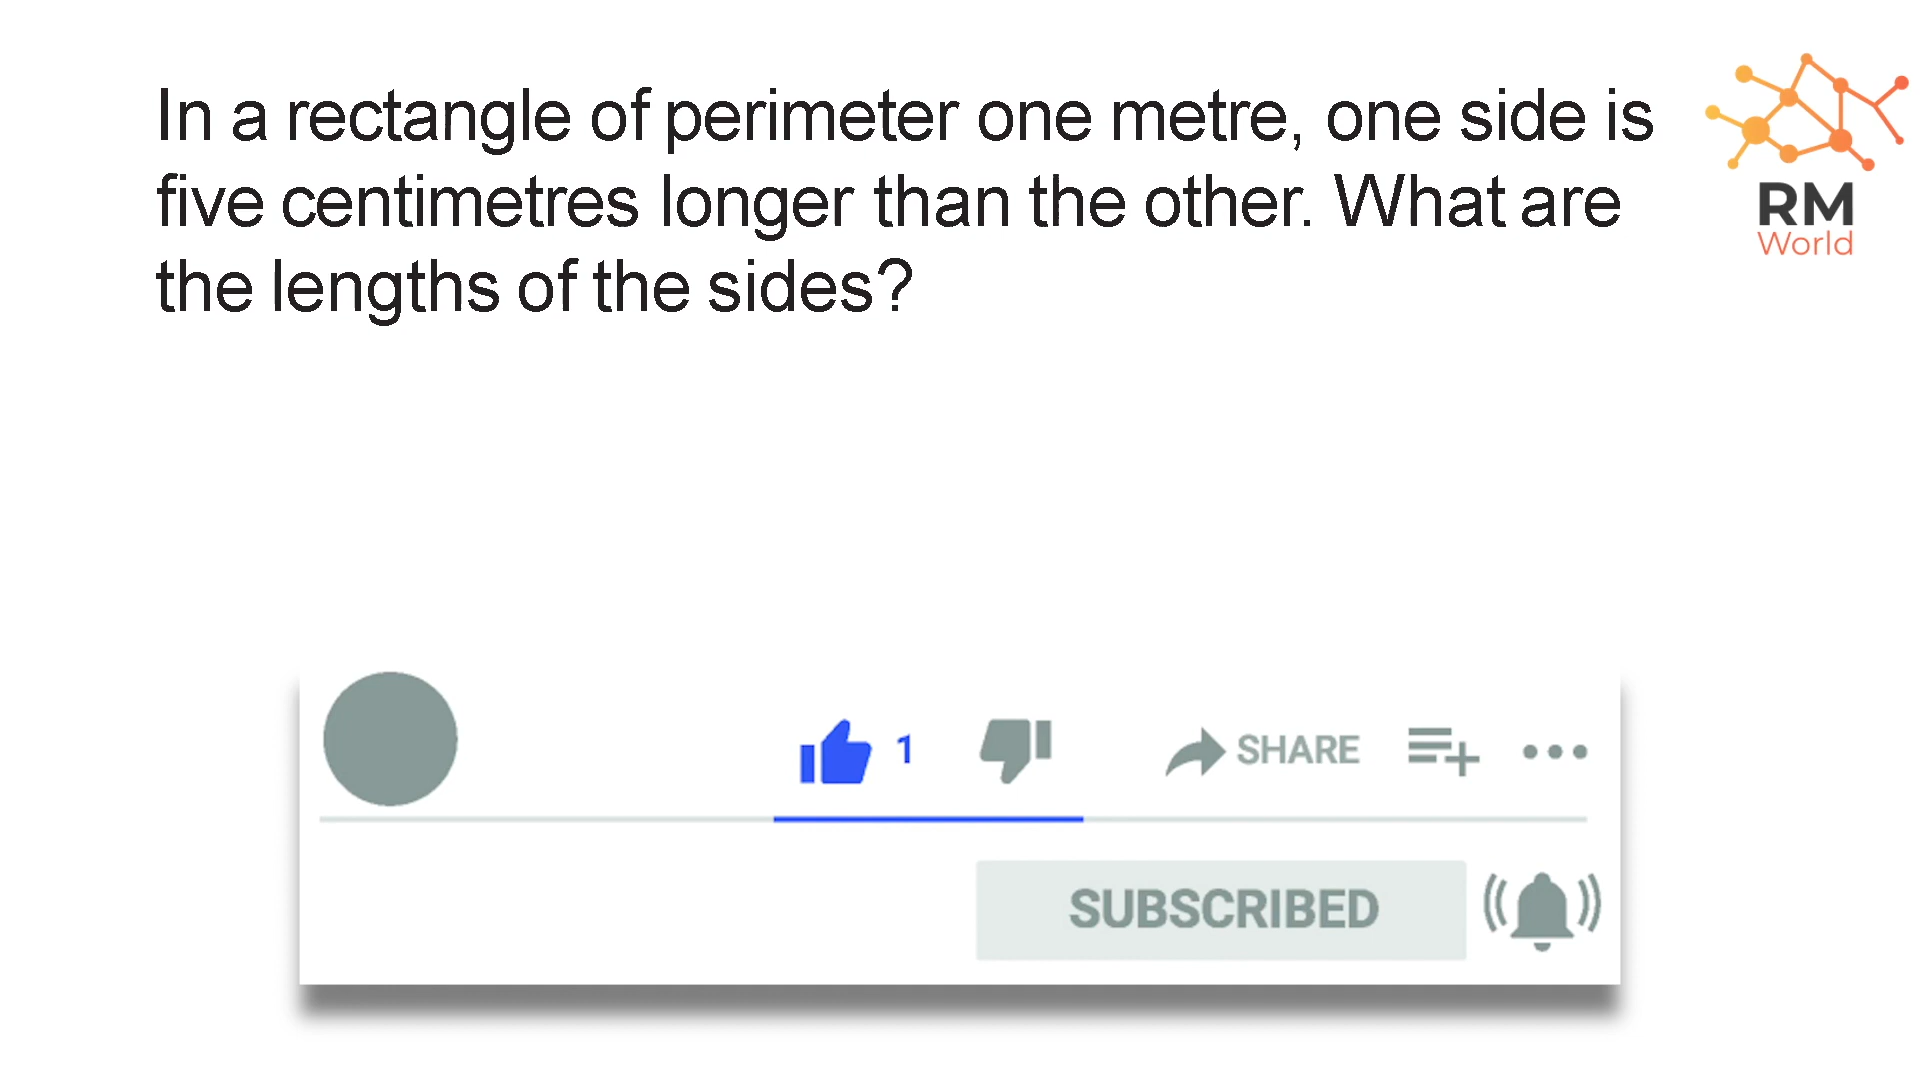 In a rectangle of perimeter one metre, one side is
five centimetres longer than the other. What are
the lengths of the sides?
RM
World
1
SHARE
SUBSCRIBED